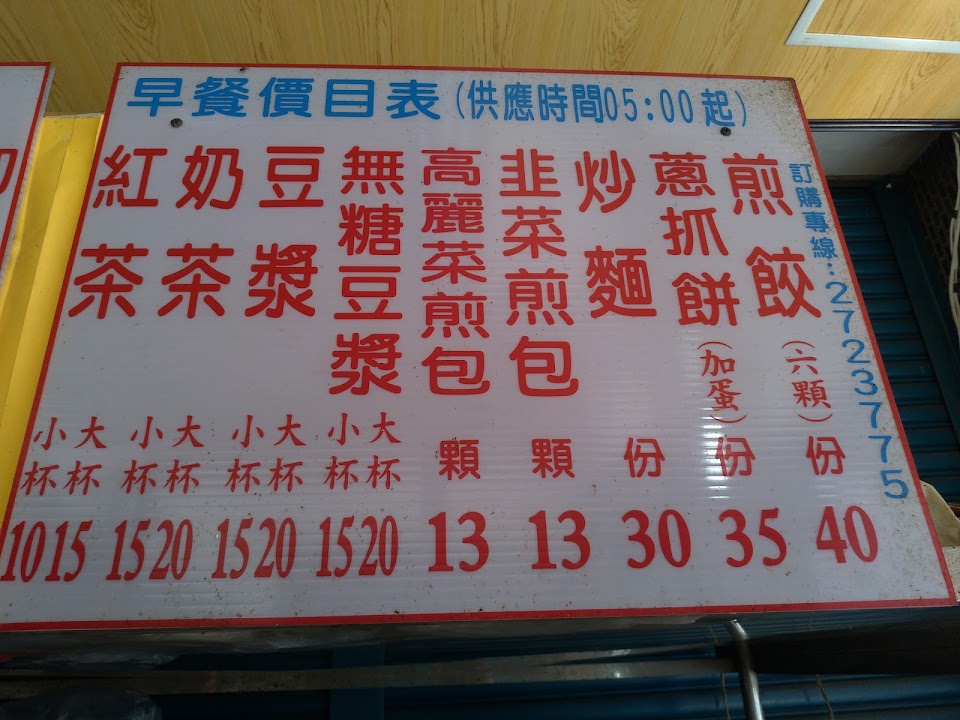 早餐價目表(供應時間05:00起)
訂購專線:2723775
煎餃(六顆)份 40
蔥抓餅(加蛋)份 35
炒麵 份 30
韭菜煎包 顆 13
高麗菜煎包 顆 13
無糖豆漿 大杯 20 小杯 15
豆漿 大杯 20 小杯 15
奶茶 大杯 20 小杯 15
紅茶 大杯 15 小杯 10